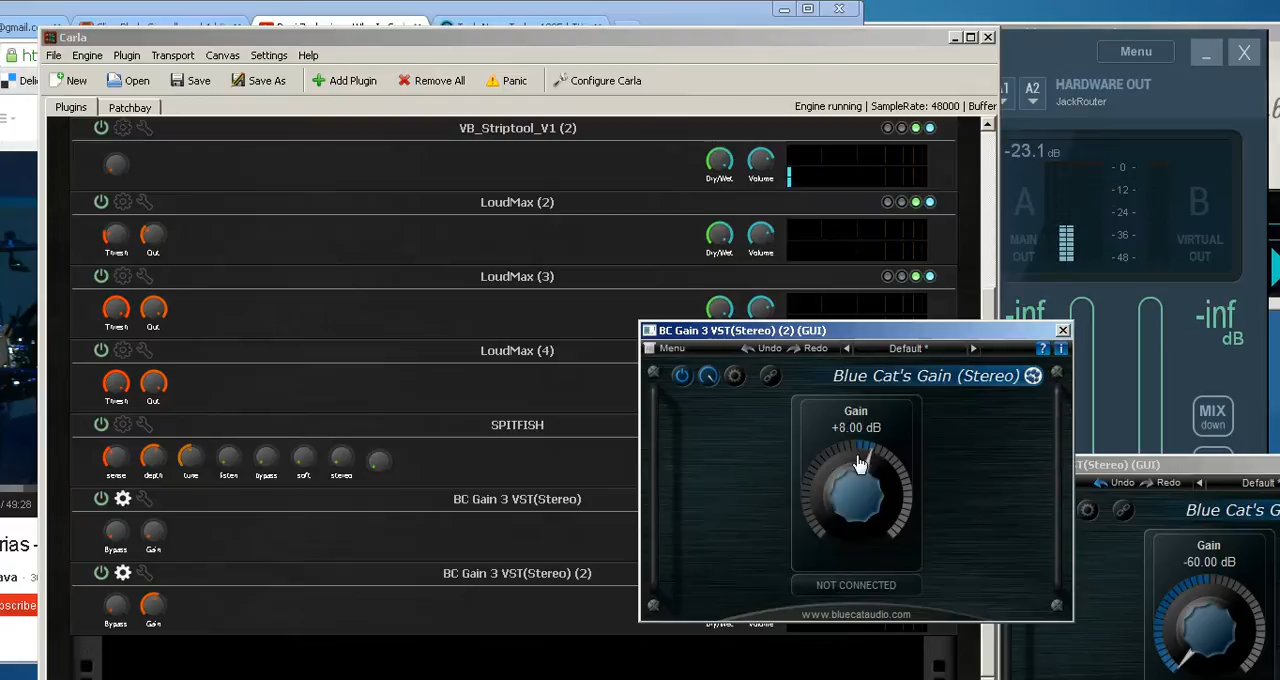 @gmail.c
Carla
File Engine Plugin Transport Canvas Settings Help
New Open Save Save As Add Plugin Remove All Panic Configure Carla
Plugins Patchbay
Engine running | SampleRate: 48000 | Buffer
VB_Striptool_V1 (2)
Dry/Wet Volume
LoudMax (2)
Thresh Out Dry/Wet Volume
LoudMax (3)
Thresh Out
LoudMax (4)
Thresh Out
SPITFISH
sense depth tune listen bypass soft stereo
BC Gain 3 VST(Stereo)
Bypass Gain
BC Gain 3 VST(Stereo) (2)
Bypass Gain
BC Gain 3 VST(Stereo) (2) (GUI)
Menu Undo Redo Default * ? i
Blue Cat's Gain (Stereo)
Gain
+8.00 dB
NOT CONNECTED
www.bluecataudio.com
Menu _ X
A2 HARDWARE OUT
JackRouter
-23.1 dB
- 0 -
- -12 -
- -24 -
- -36 -
- -48 -
A
MAIN
OUT
B
VIRTUAL
OUT
-inf
-inf
dB
MIX
down
T(Stereo) (GUI)
Undo Redo Default *
Blue Cat's G
Gain
-60.00 dB
/ 49:28
rias -
ava
bscribe